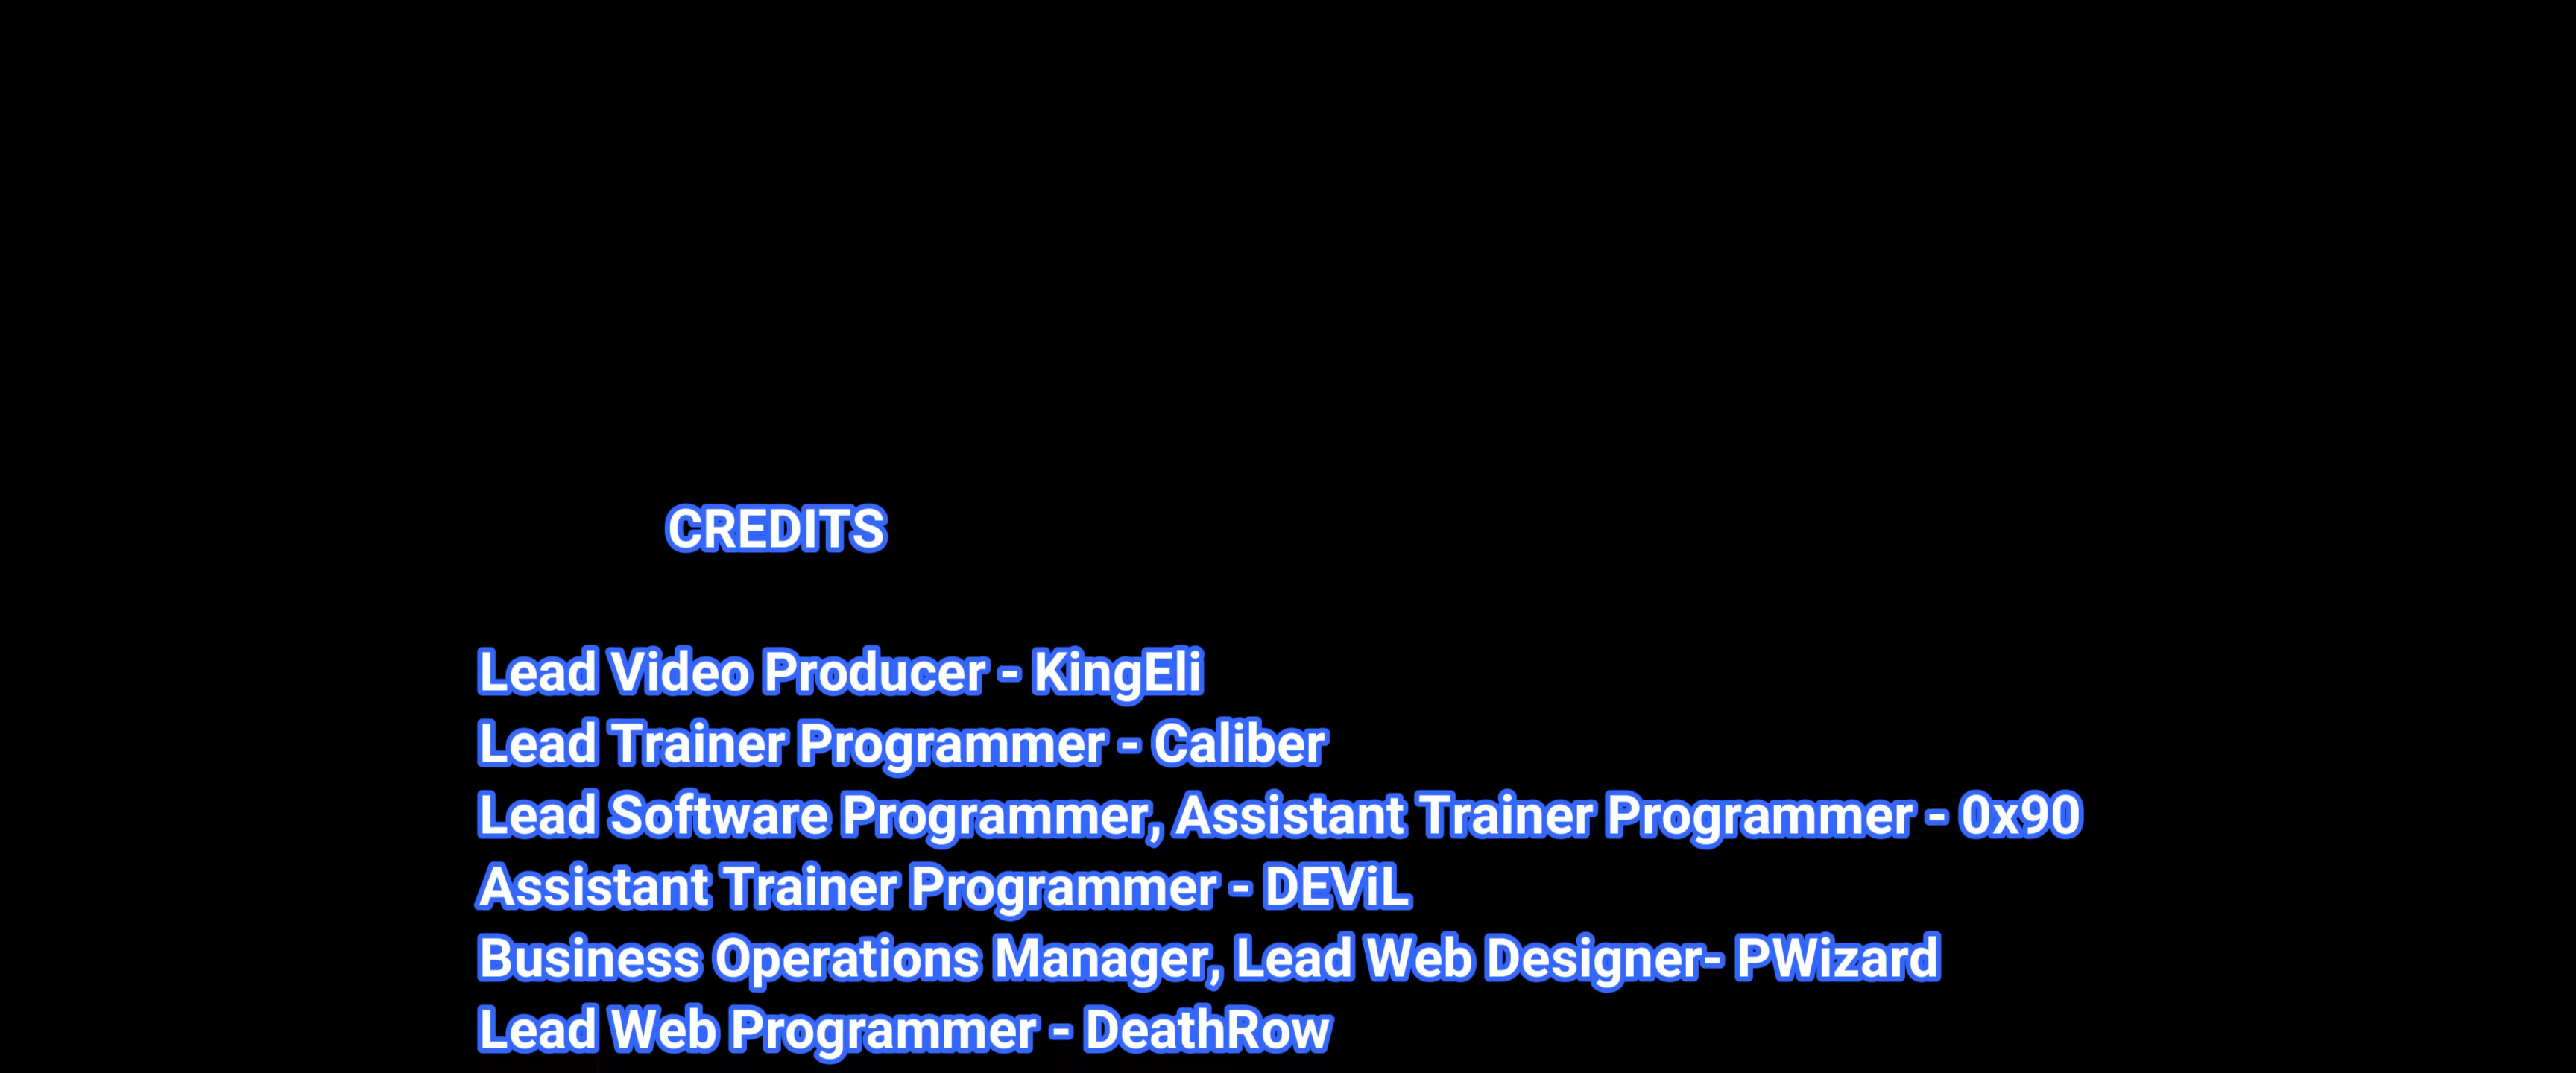 CREDITS
Lead Video Producer - KingEli
Lead Trainer Programmer - Caliber
Lead Software Programmer, Assistant Trainer Programmer - 0x90
Assistant Trainer Programmer - DEViL
Business Operations Manager, Lead Web Designer- PWizard
Lead Web Programmer - DeathRow